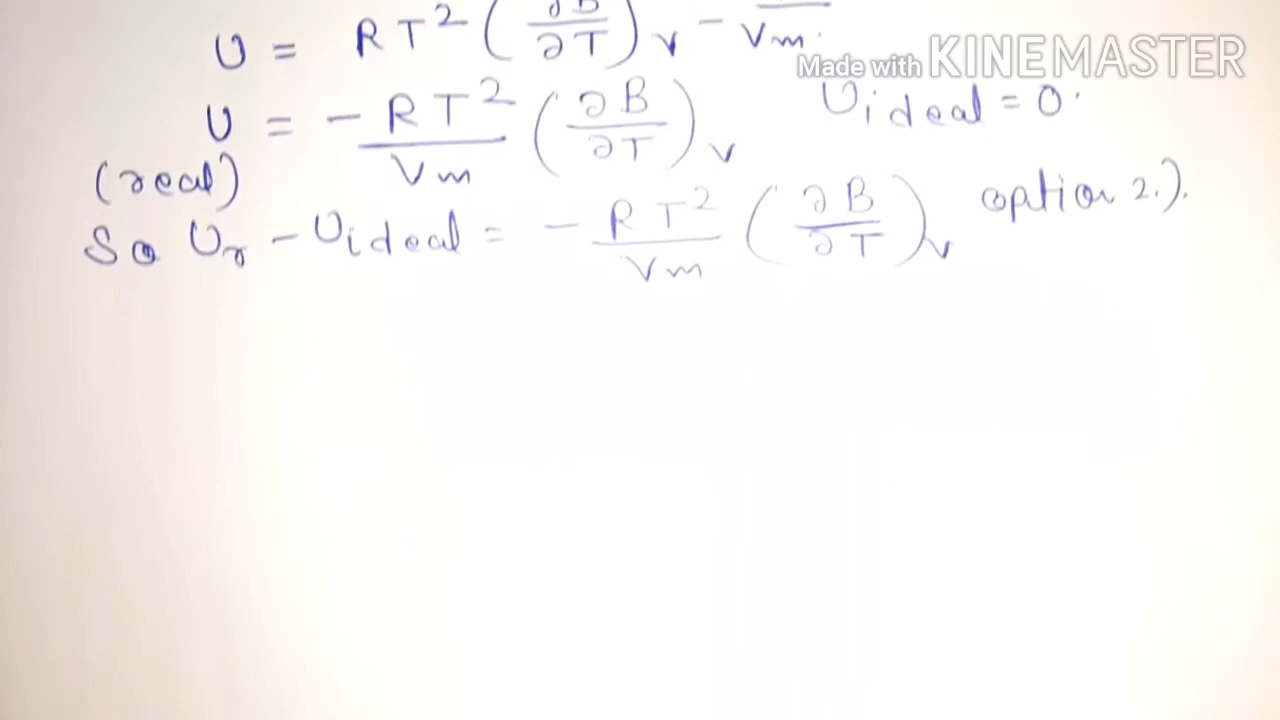 U = RT² (∂B/∂T)v - /Vm.
Made with KINEMASTER
U = - RT²/Vm (∂B/∂T)v Uideal = 0.
(real)
So Ur - Uideal = - RT²/Vm (∂B/∂T)v option 2.).